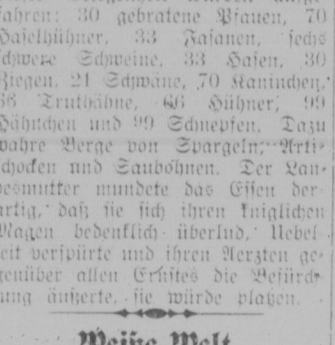 fahren: 30 gebratene Pfauen, 70
Haselhühner, 33 Fasanen, sechs
schwere Schweine, 33 Hasen, 30
Ziegen, 21 Schwäne, 70 Kaninchen,
66 Truthähne, 66 Hühner, 99
Hähnchen und 99 Schnepfen. Dazu
wahre Berge von Spargeln, Arti-
schocken und Saubohnen. Der Lan-
desmutter mundete das Essen der-
artig, daß sie sich ihren kniglichen
Magen bedenklich überlud, Uebel-
keit verspürte und ihren Aerzten ge-
genüber allen Ernstes die Befürch-
tung äußerte, sie würde platzen.